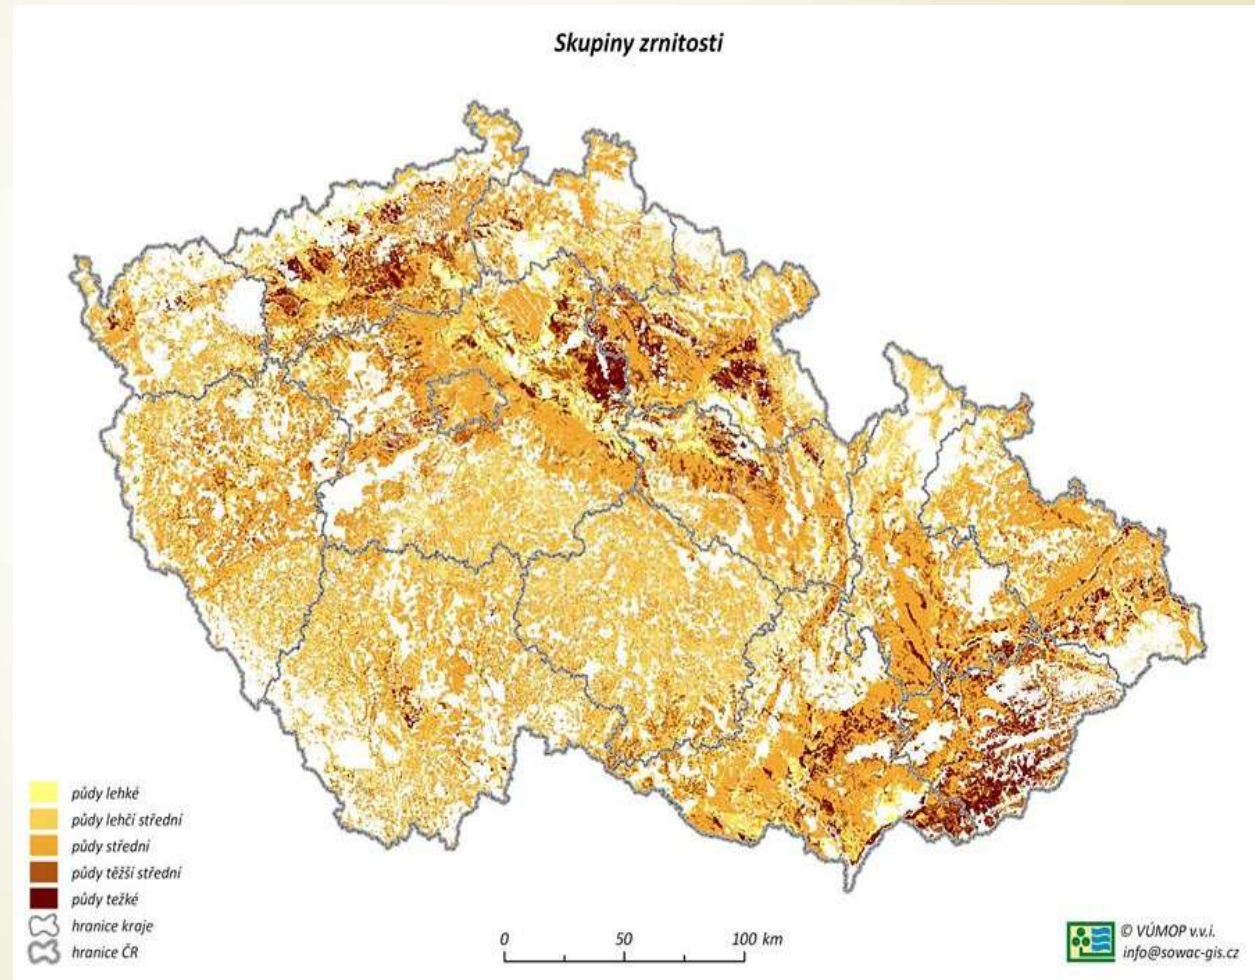 Skupiny zrnitosti
půdy lehké
půdy lehčí střední
půdy střední
půdy těžší střední
půdy težké
hranice kraje
hranice ČR
0 50 100 km
© VÚMOP v.v.i.
info@sowac-gis.cz